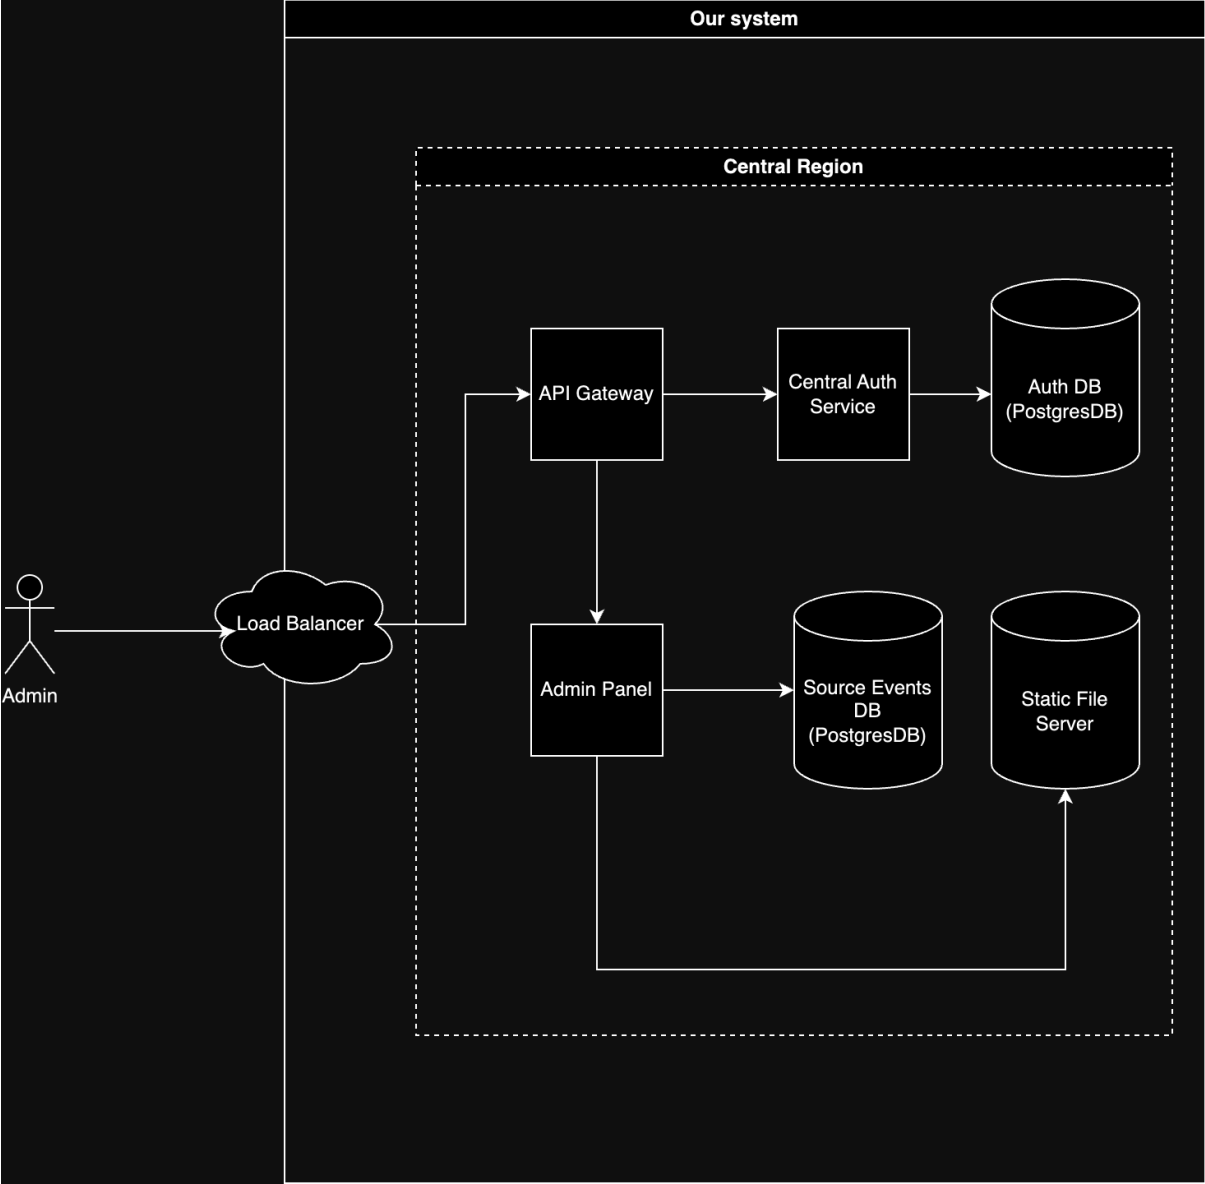 Our system
Central Region
API Gateway
Central Auth
Service
Auth DB
(PostgresDB)
Load Balancer
Admin
Admin Panel
Source Events
DB
(PostgresDB)
Static File
Server